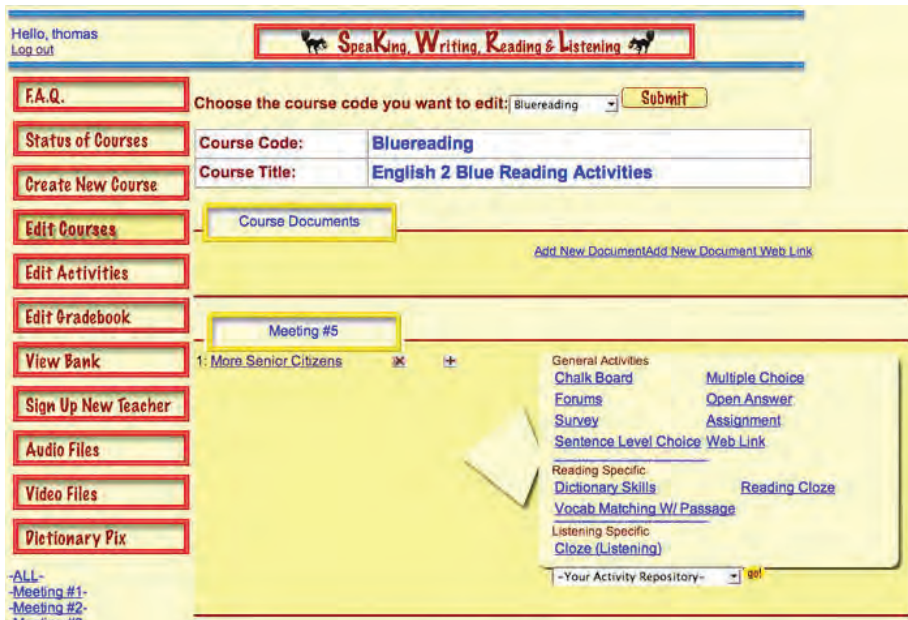 Hello, thomas
Log out
SpeaKing, Writing, Reading & Listening
F.A.Q.
Status of Courses
Create New Course
Edit Courses
Edit Activities
Edit Gradebook
View Bank
Sign Up New Teacher
Audio Files
Video Files
Dictionary Pix
-ALL-
-Meeting #1-
-Meeting #2-
Choose the course code you want to edit: Bluereading Submit
Course Code: Bluereading
Course Title: English 2 Blue Reading Activities
Course Documents
Add New DocumentAdd New Document Web Link
Meeting #5
1: More Senior Citizens
General Activities
Chalk Board Multiple Choice
Forums Open Answer
Survey Assignment
Sentence Level Choice Web Link
Reading Specific
Dictionary Skills Reading Cloze
Vocab Matching W/ Passage
Listening Specific
Cloze (Listening)
-Your Activity Repository- go!